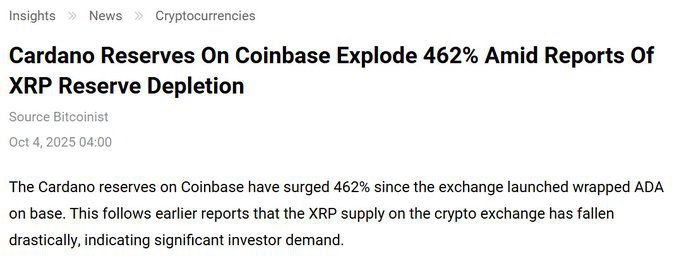 Insights » News » Cryptocurrencies
Cardano Reserves On Coinbase Explode 462% Amid Reports Of
XRP Reserve Depletion
Source Bitcoinist
Oct 4, 2025 04:00
The Cardano reserves on Coinbase have surged 462% since the exchange launched wrapped ADA
on base. This follows earlier reports that the XRP supply on the crypto exchange has fallen
drastically, indicating significant investor demand.